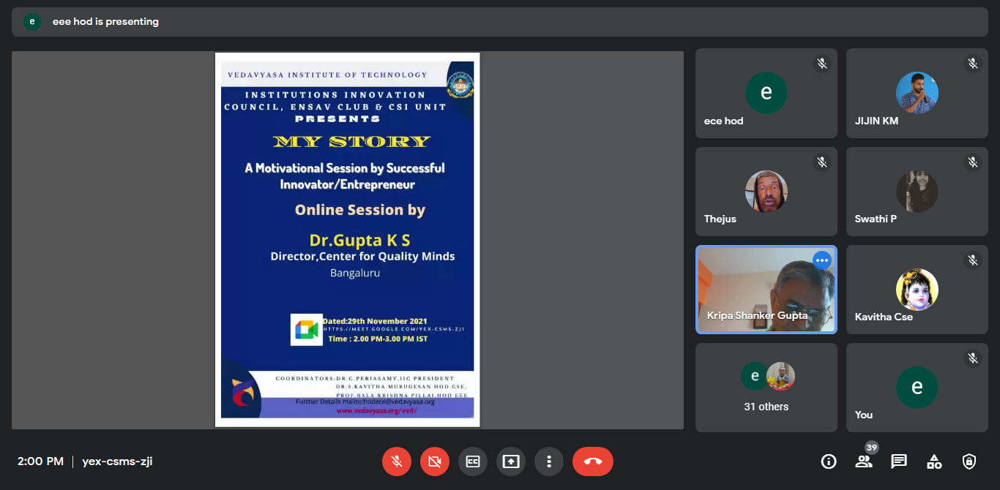 e eee hod is presenting
VEDAVYASA INSTITUTE OF TECHNOLOGY
INSTITUTIONS INNOVATION
COUNCIL, ENSAV CLUB & CSI UNIT
PRESENTS
MY STORY
A Motivational Session by Successful
Innovator/Entrepreneur
Online Session by
Dr.Gupta K S
Director,Center for Quality Minds
Bangaluru
Dated:29th November 2021
HTTPS://MEET.GOOGLE.COM/YEX-CSMS-ZJI
Time : 2.00 PM-3.00 PM IST
COORDINATORS:DR.C.PERIASAMY,IIC PRESIDENT
DR.S.KAVITHA MURUGESAN HOD CSE,
PROF.BALA KRISHNA PILLAI,HOD EEE
Further Details mailto:hodece@vedavyasa.org
www.vedavyasa.org/vvit/
e
ece hod
JIJIN KM
Thejus
Swathi P
Kripa Shanker Gupta
Kavitha Cse
e
31 others
e
You
2:00 PM | yex-csms-zji
CC
39